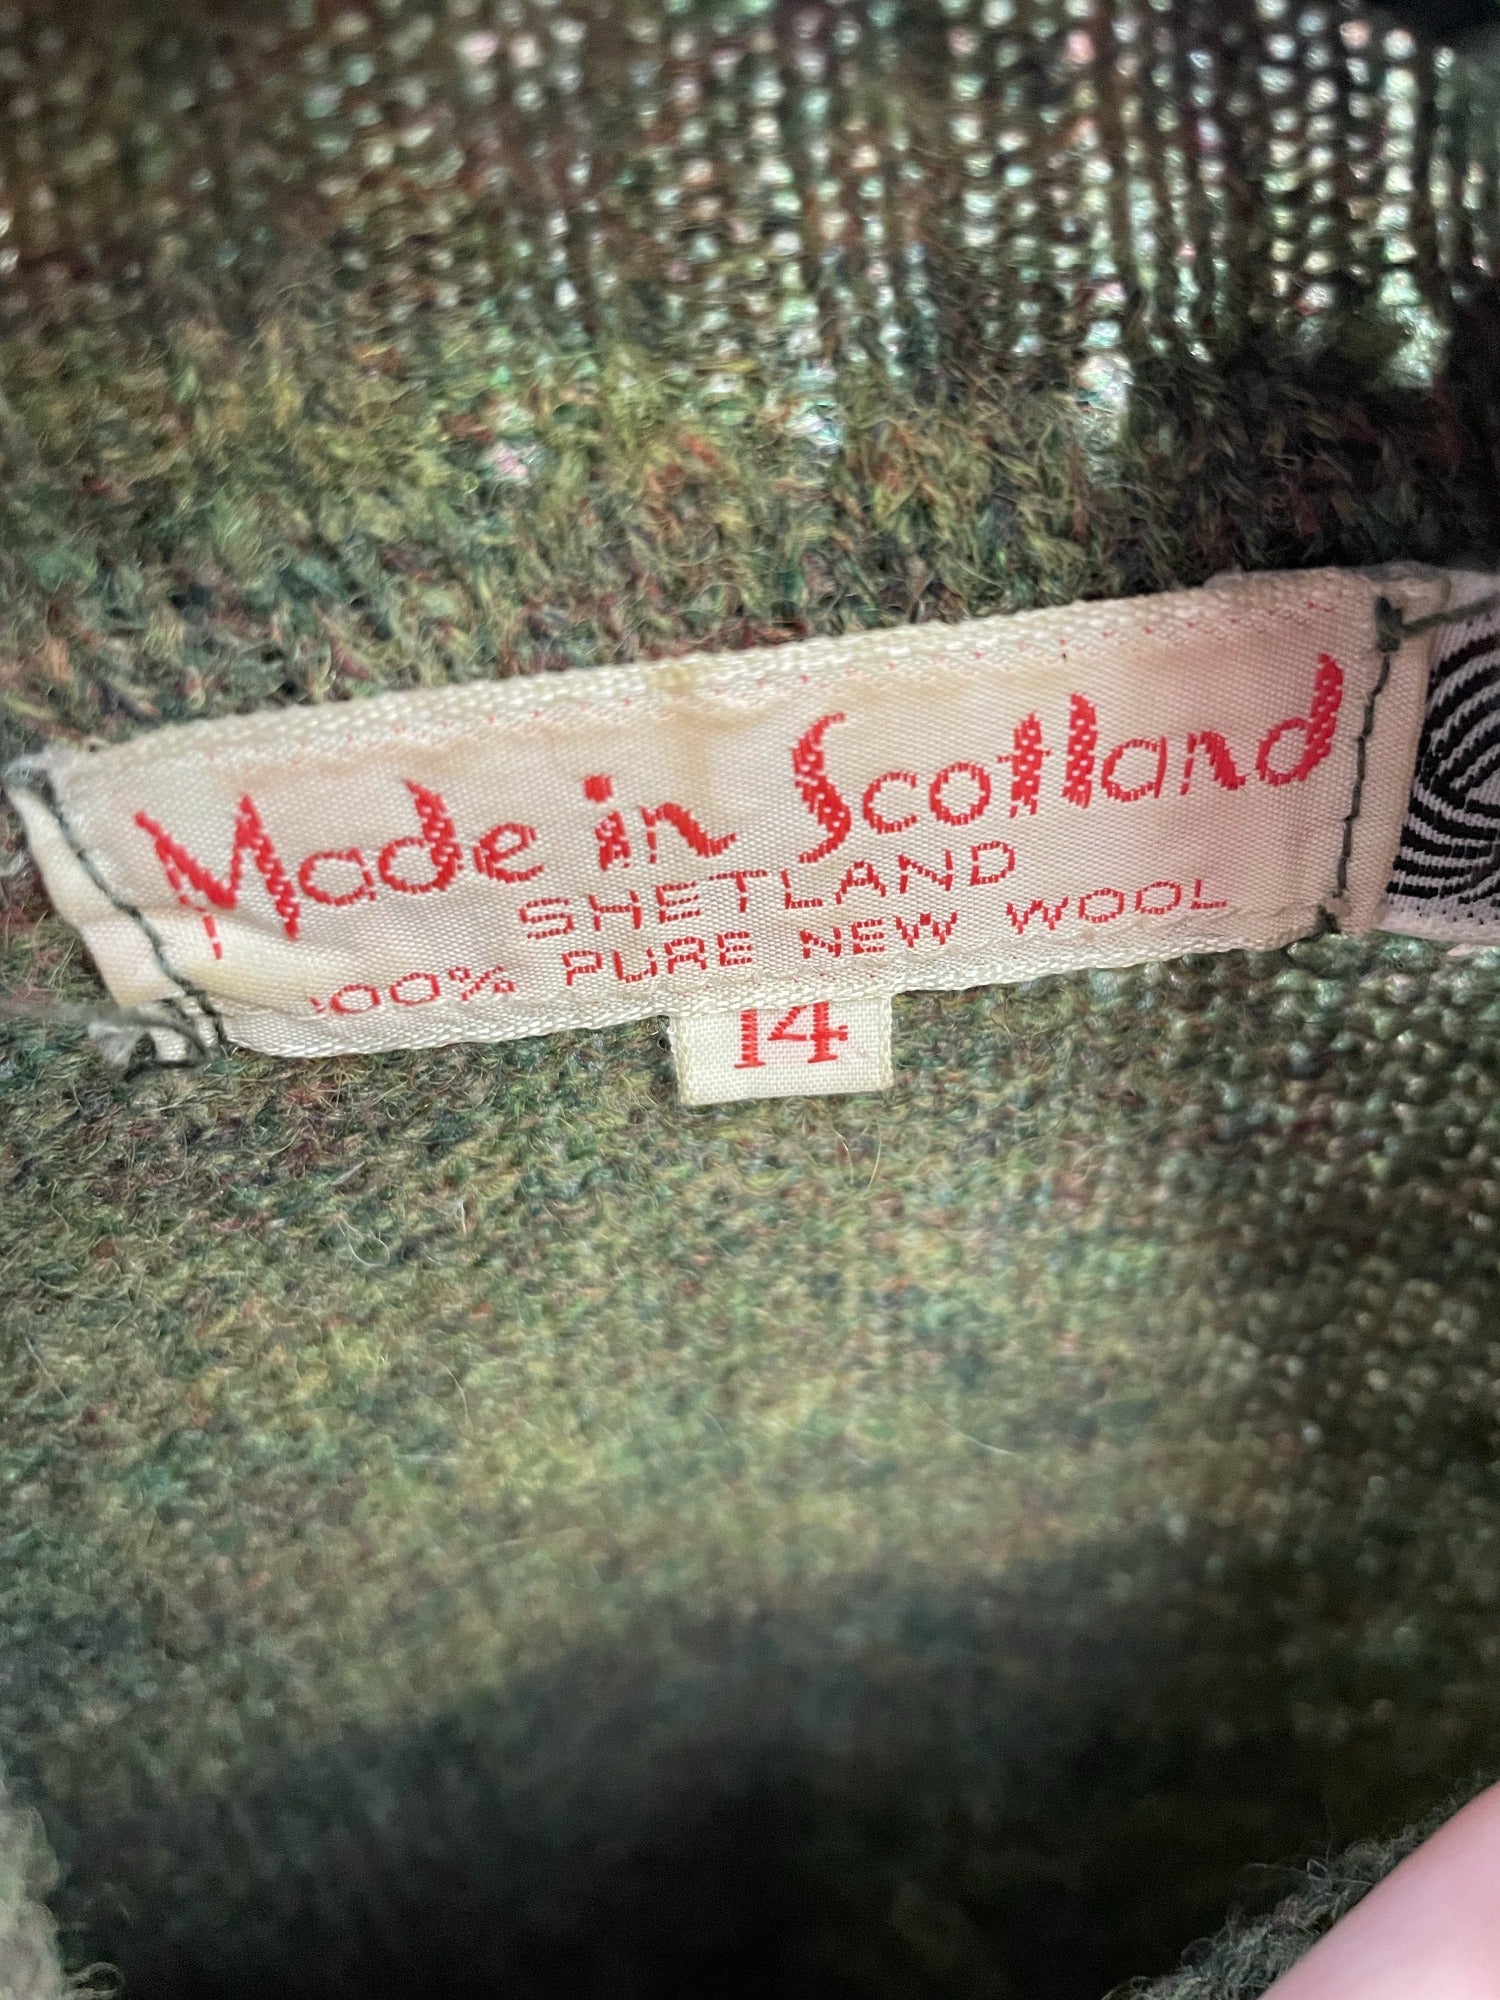 Made in Scotland
SHETLAND
100% PURE NEW WOOL
14